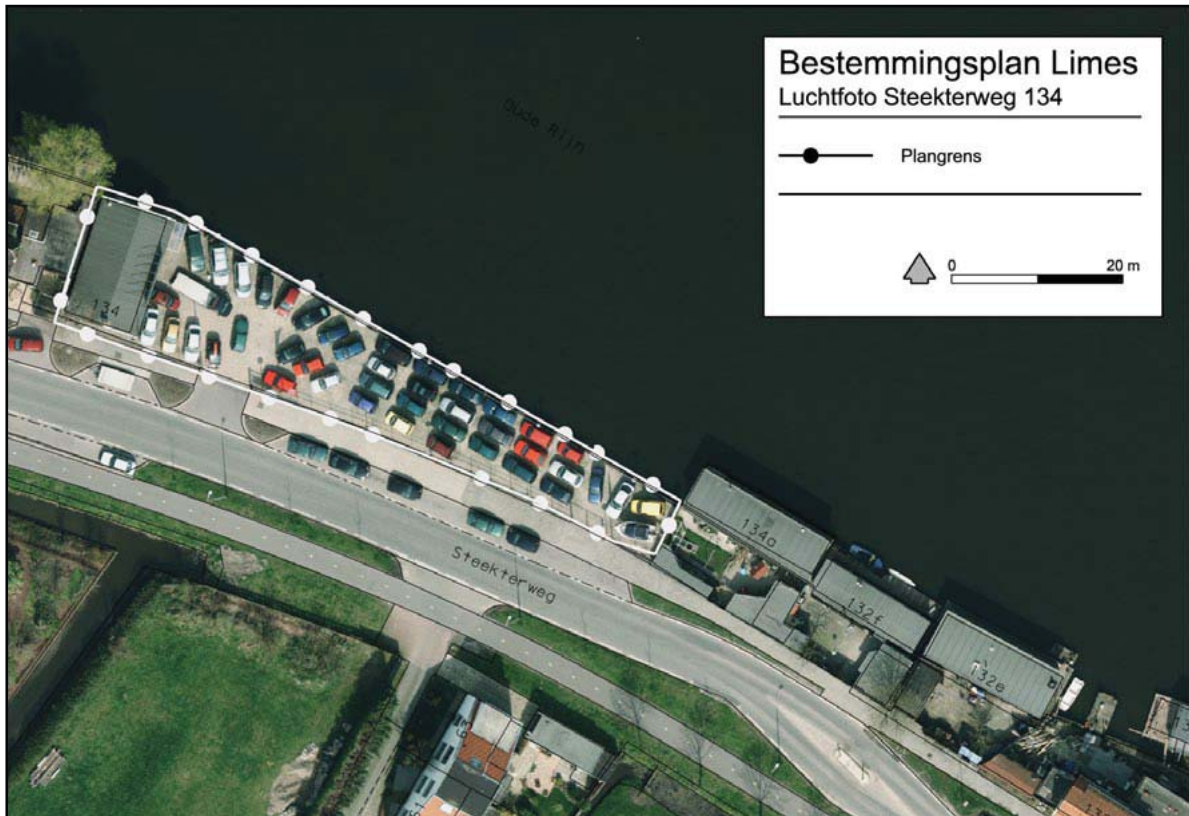 Bestemmingsplan Limes
Luchtfoto Steekterweg 134
Plangrens
0 20 m
Oude Rijn
134
Steekterweg
134a
132f
132e